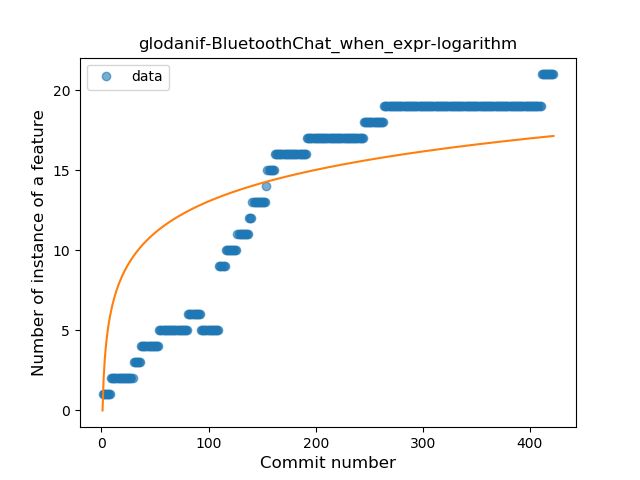 glodanif-BluetoothChat_when_expr-logarithm
data
Number of instance of a feature
20
15
10
5
0
0 100 200 300 400
Commit number